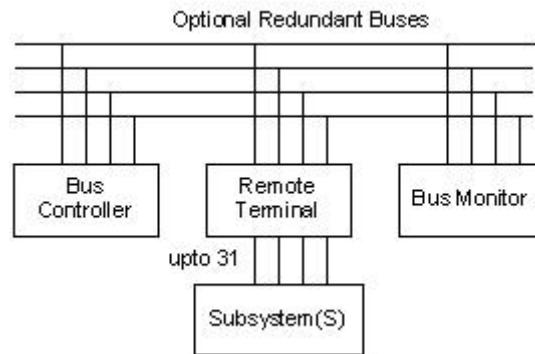 Optional Redundant Buses
Bus
Controller
Remote
Terminal
Bus Monitor
upto 31
Subsystem(S)